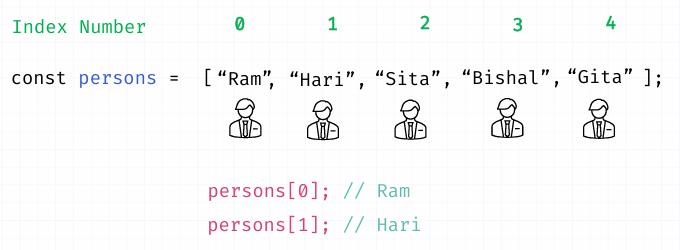 Index Number 0 1 2 3 4
const persons = [“Ram”, “Hari”, “Sita”, “Bishal”, “Gita” ];
persons[0]; // Ram
persons[1]; // Hari